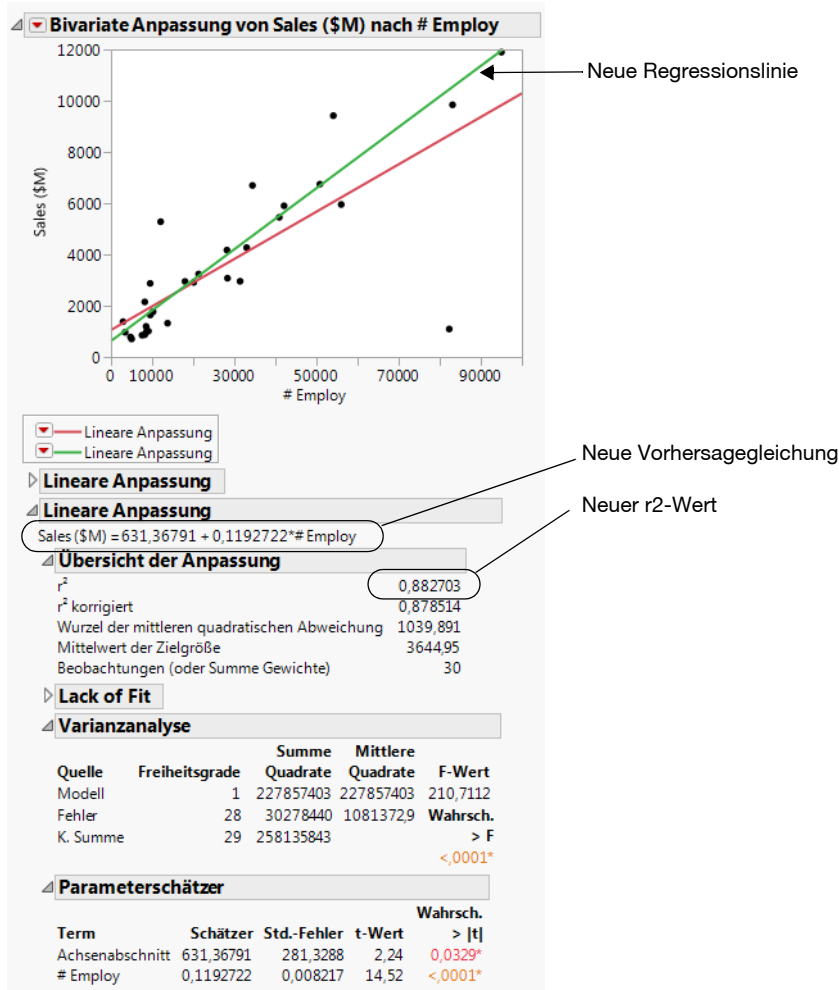 Bivariate Anpassung von Sales ($M) nach # Employ
12000
10000
8000
6000
4000
2000
0
Sales ($M)
0 10000 30000 50000 70000 90000
# Employ
Neue Regressionslinie
Lineare Anpassung
Lineare Anpassung
Lineare Anpassung
Lineare Anpassung
Neue Vorhersagegleichung
Neuer r2-Wert
Sales ($M) = 631,36791 + 0,1192722*# Employ
Übersicht der Anpassung
r² 0,882703
r² korrigiert 0,878514
Wurzel der mittleren quadratischen Abweichung 1039,891
Mittelwert der Zielgröße 3644,95
Beobachtungen (oder Summe Gewichte) 30
Lack of Fit
Varianzanalyse
Summe Mittlere
Quelle Freiheitsgrade Quadrate Quadrate F-Wert
Modell 1 227857403 227857403 210,7112
Fehler 28 30278440 1081372,9 Wahrsch.
K. Summe 29 258135843 > F
<,0001*
Parameterschätzer
Wahrsch.
Term Schätzer Std.-Fehler t-Wert > |t|
Achsenabschnitt 631,36791 281,3288 2,24 0,0329*
# Employ 0,1192722 0,008217 14,52 <,0001*